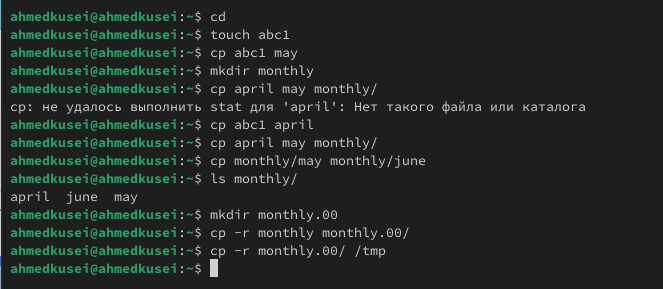 ahmedkusei@ahmedkusei:~$ cd
ahmedkusei@ahmedkusei:~$ touch abc1
ahmedkusei@ahmedkusei:~$ cp abc1 may
ahmedkusei@ahmedkusei:~$ mkdir monthly
ahmedkusei@ahmedkusei:~$ cp april may monthly/
cp: не удалось выполнить stat для 'april': Нет такого файла или каталога
ahmedkusei@ahmedkusei:~$ cp abc1 april
ahmedkusei@ahmedkusei:~$ cp april may monthly/
ahmedkusei@ahmedkusei:~$ cp monthly/may monthly/june
ahmedkusei@ahmedkusei:~$ ls monthly/
april  june  may
ahmedkusei@ahmedkusei:~$ mkdir monthly.00
ahmedkusei@ahmedkusei:~$ cp -r monthly monthly.00/
ahmedkusei@ahmedkusei:~$ cp -r monthly.00/ /tmp
ahmedkusei@ahmedkusei:~$